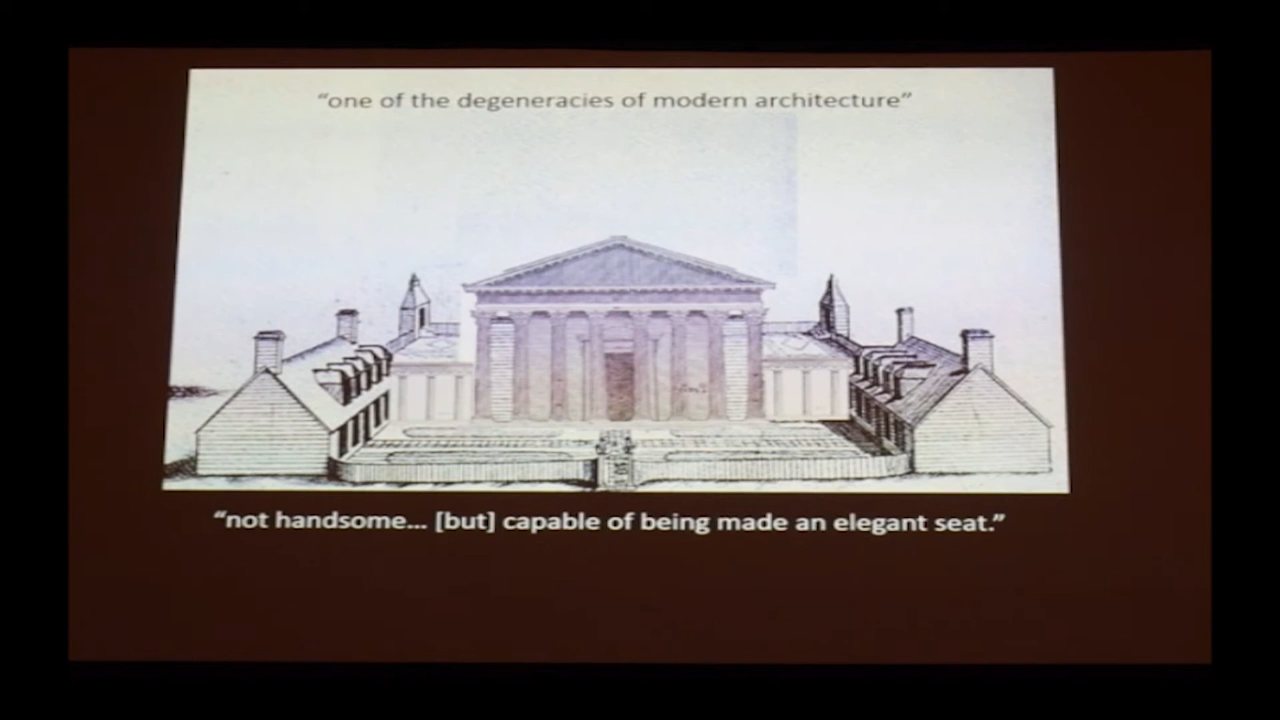 “one of the degeneracies of modern architecture”
“not handsome... [but] capable of being made an elegant seat.”